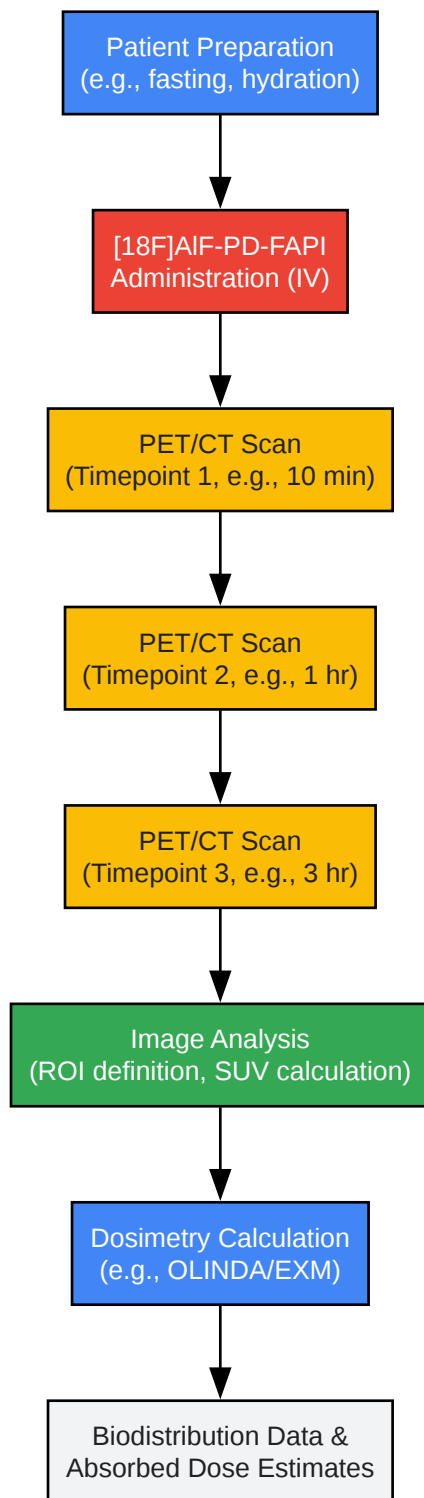 Patient Preparation
(e.g., fasting, hydration)
[18F]AlF-PD-FAPI
Administration (IV)
PET/CT Scan
(Timepoint 1, e.g., 10 min)
PET/CT Scan
(Timepoint 2, e.g., 1 hr)
PET/CT Scan
(Timepoint 3, e.g., 3 hr)
Image Analysis
(ROI definition, SUV calculation)
Dosimetry Calculation
(e.g., OLINDA/EXM)
Biodistribution Data &
Absorbed Dose Estimates